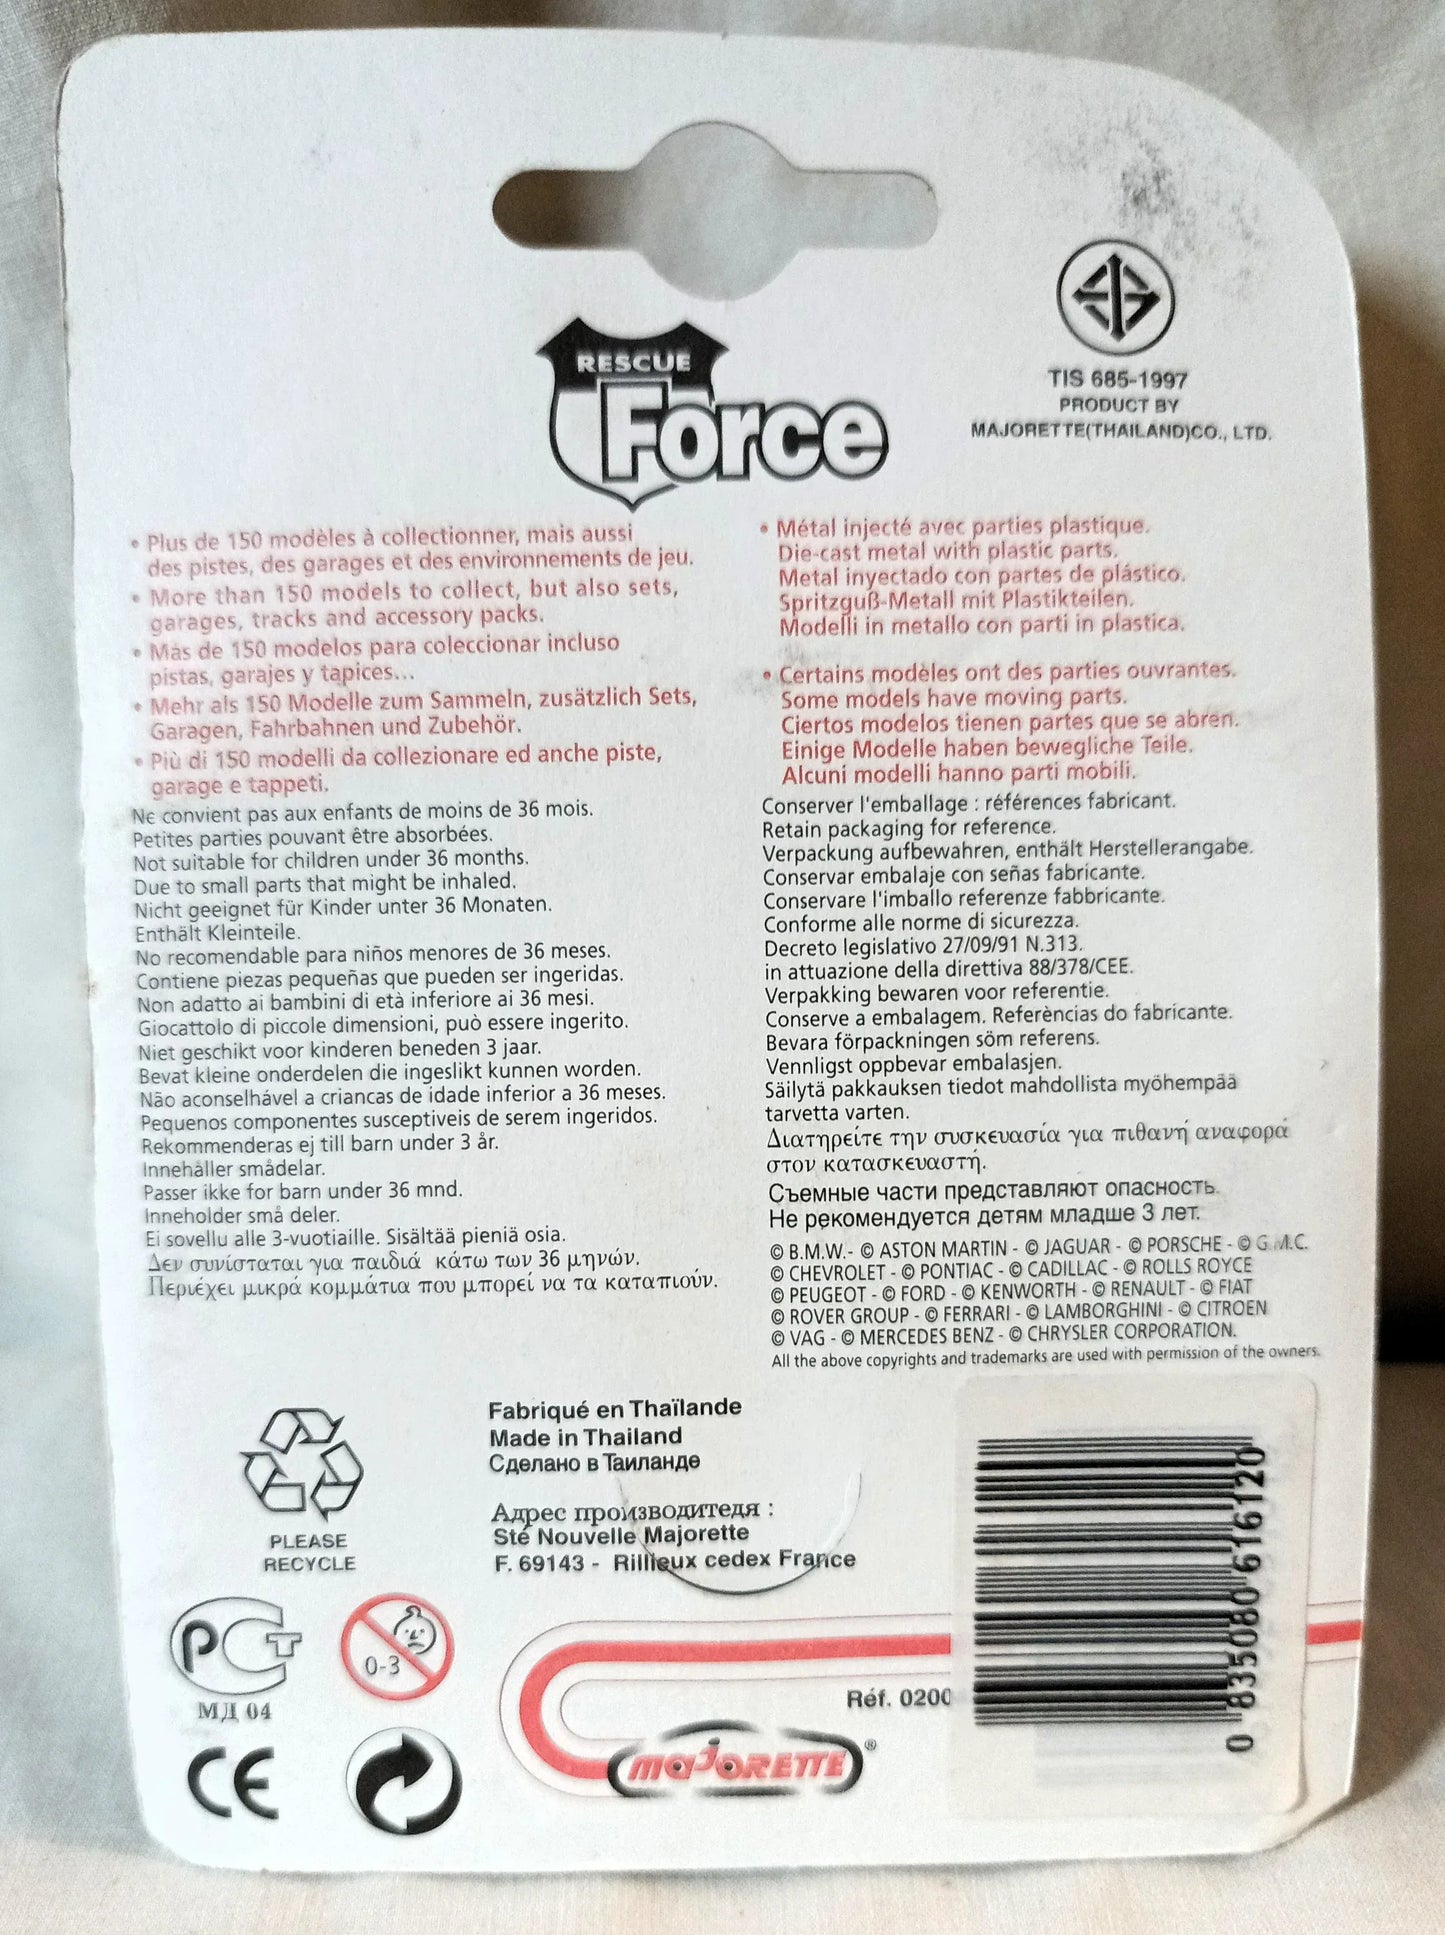 RESCUE
Force
TIS 685-1997
PRODUCT BY
MAJORETTE(THAILAND)CO., LTD.
• Plus de 150 modèles à collectionner, mais aussi
des pistes, des garages et des environnements de jeu.
• More than 150 models to collect, but also sets,
garages, tracks and accessory packs.
• Más de 150 modelos para coleccionar incluso
pistas, garajes y tapices...
• Mehr als 150 Modelle zum Sammeln, zusätzlich Sets,
Garagen, Fahrbahnen und Zubehör.
• Più di 150 modelli da collezionare ed anche piste,
garage e tappeti.
Ne convient pas aux enfants de moins de 36 mois.
Petites parties pouvant être absorbées.
Not suitable for children under 36 months.
Due to small parts that might be inhaled.
Nicht geeignet für Kinder unter 36 Monaten.
Enthält Kleinteile.
No recomendable para niños menores de 36 meses.
Contiene piezas pequeñas que pueden ser ingeridas.
Non adatto ai bambini di età inferiore ai 36 mesi.
Giocattolo di piccole dimensioni, può essere ingerito.
Niet geschikt voor kinderen beneden 3 jaar.
Bevat kleine onderdelen die ingeslikt kunnen worden.
Não aconselhável a criancas de idade inferior a 36 meses.
Pequenos componentes susceptiveis de serem ingeridos.
Rekommenderas ej till barn under 3 år.
Innehåller smådelar.
Passer ikke for barn under 36 mnd.
Inneholder små deler.
Ei sovellu alle 3-vuotiaille. Sisältää pieniä osia.
Δεν συνίσταται για παιδιά κάτω των 36 μηνών.
Περιέχει μικρά κομμάτια που μπορεί να τα καταπιούν.
• Métal injecté avec parties plastique.
Die-cast metal with plastic parts.
Metal inyectado con partes de plástico.
Spritzguß-Metall mit Plastikteilen.
Modelli in metallo con parti in plastica.
• Certains modèles ont des parties ouvrantes.
Some models have moving parts.
Ciertos modelos tienen partes que se abren.
Einige Modelle haben bewegliche Teile.
Alcuni modelli hanno parti mobili.
Conserver l'emballage : références fabricant.
Retain packaging for reference.
Verpackung aufbewahren, enthält Herstellerangabe.
Conservar embalaje con señas fabricante.
Conservare l'imballo referenze fabbricante.
Conforme alle norme di sicurezza.
Decreto legislativo 27/09/91 N.313.
in attuazione della direttiva 88/378/CEE.
Verpakking bewaren voor referentie.
Conserve a embalagem. Referências do fabricante.
Bevara förpackningen söm referens.
Vennligst oppbevar embalasjen.
Säilytä pakkauksen tiedot mahdollista myöhempää
tarvetta varten.
Διατηρείτε την συσκευασία για πιθανή αναφορά
στον κατασκευαστή.
Съемные части представляют опасность.
Не рекомендуется детям младше 3 лет.
© B.M.W.- © ASTON MARTIN - © JAGUAR - © PORSCHE - © G.M.C.
© CHEVROLET - © PONTIAC - © CADILLAC - © ROLLS ROYCE
© PEUGEOT - © FORD - © KENWORTH - © RENAULT - © FIAT
© ROVER GROUP - © FERRARI - © LAMBORGHINI - © CITROEN
© VAG - © MERCEDES BENZ - © CHRYSLER CORPORATION.
All the above copyrights and trademarks are used with permission of the owners.
PLEASE
RECYCLE
Fabriqué en Thaïlande
Made in Thailand
Сделано в Таиланде
Адрес производителя :
Sté Nouvelle Majorette
F. 69143 - Rillieux cedex France
РСТ
МД 04
0-3
CE
Réf. 0200
MAJORETTE ®
0 835080 616120